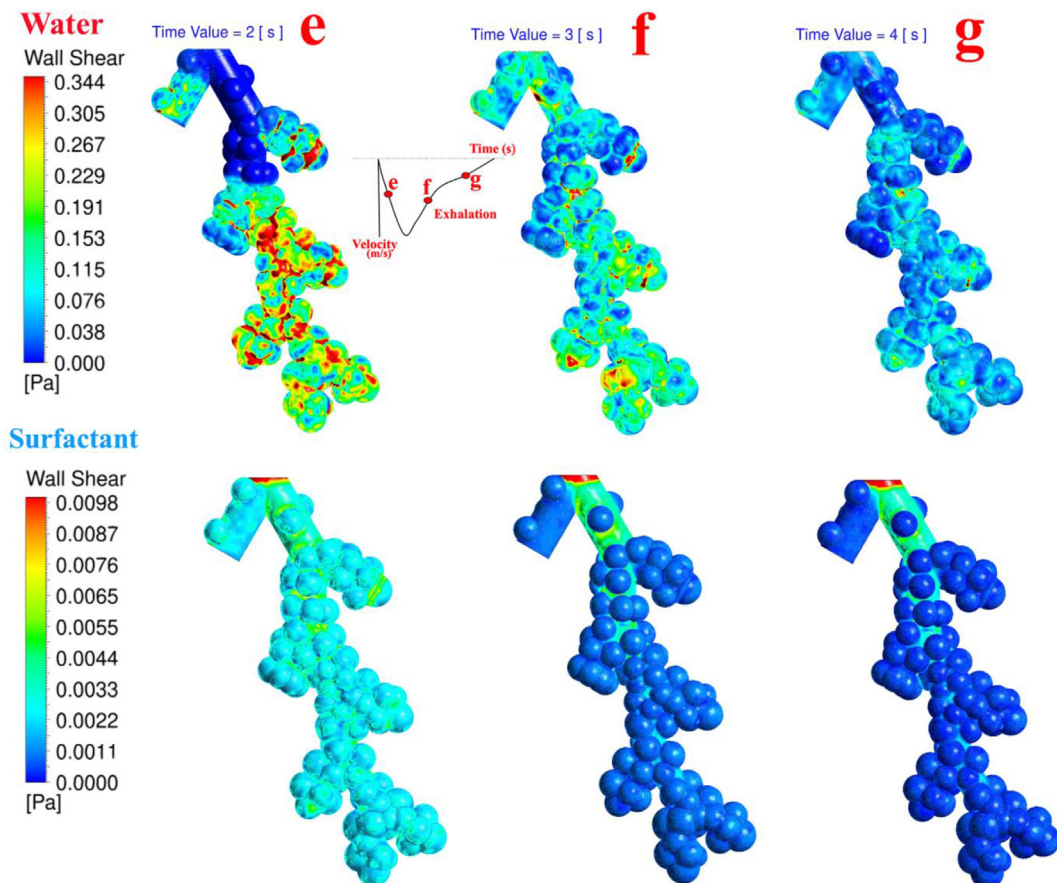 Water
Wall Shear
0.344
0.305
0.267
0.229
0.191
0.153
0.115
0.076
0.038
0.000
[Pa]
Time Value = 2 [ s ]
e
Time Value = 3 [ s ]
f
Time Value = 4 [ s ]
g
Time (s)
e
f
g
Exhalation
Velocity
(m/s)
Surfactant
Wall Shear
0.0098
0.0087
0.0076
0.0065
0.0055
0.0044
0.0033
0.0022
0.0011
0.0000
[Pa]